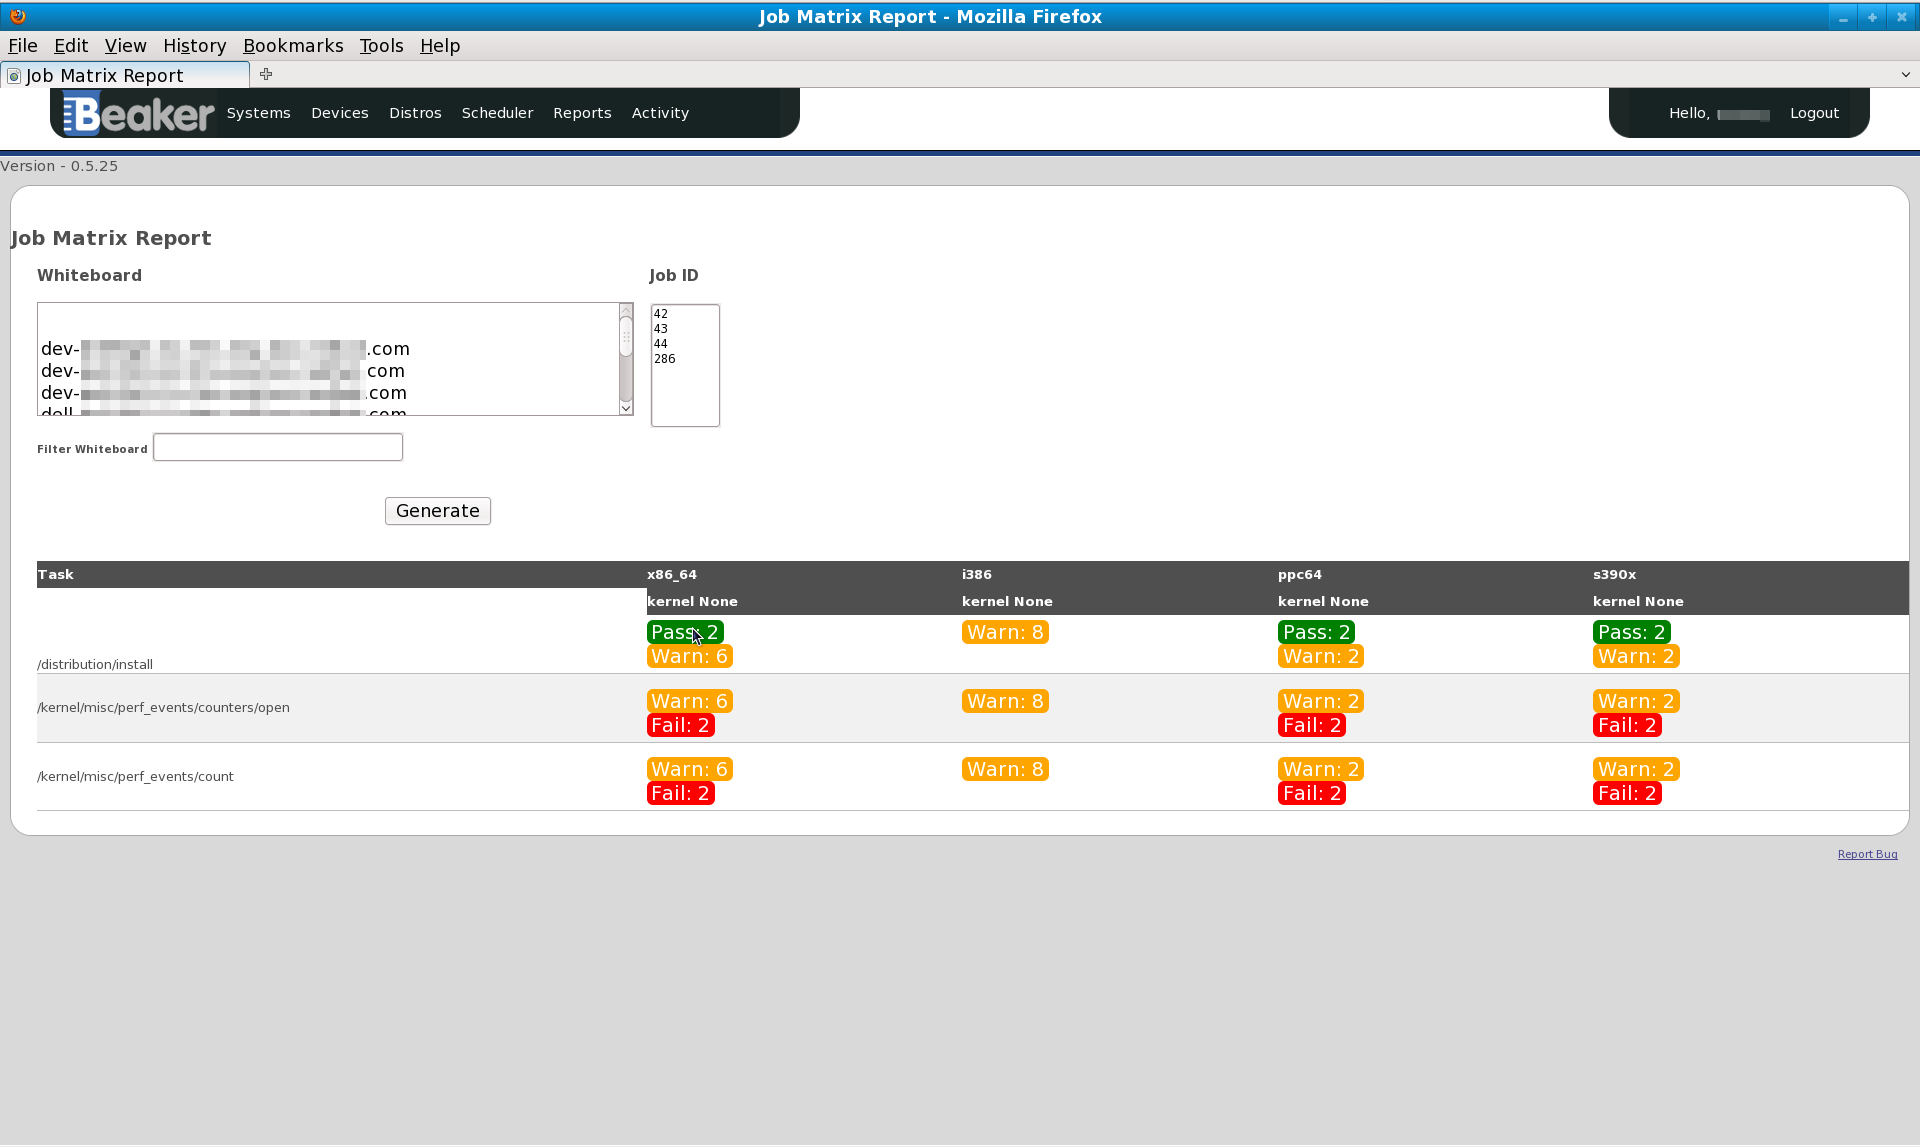 Job Matrix Report - Mozilla Firefox
File Edit View History Bookmarks Tools Help
Job Matrix Report
Beaker Systems Devices Distros Scheduler Reports Activity Hello, Logout
Version - 0.5.25
Job Matrix Report
Whiteboard Job ID
42
43
44
286
dev- .com
dev- .com
dev- .com
dell .com
Filter Whiteboard
Generate
Task x86_64 i386 ppc64 s390x
kernel None kernel None kernel None kernel None
Pass: 2 Warn: 8 Pass: 2 Pass: 2
Warn: 6 Warn: 2 Warn: 2
/distribution/install
Warn: 6 Warn: 8 Warn: 2 Warn: 2
/kernel/misc/perf_events/counters/open
Fail: 2 Fail: 2 Fail: 2
Warn: 6 Warn: 8 Warn: 2 Warn: 2
/kernel/misc/perf_events/count
Fail: 2 Fail: 2 Fail: 2
Report Bug